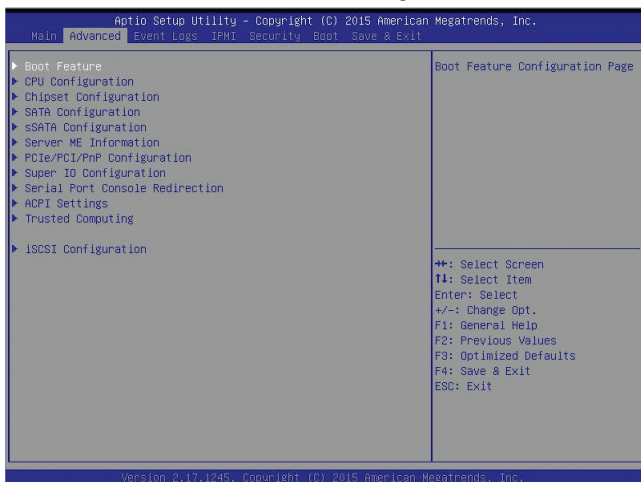 Aptio Setup Utility – Copyright (C) 2015 American Megatrends, Inc.
Main Advanced Event Logs IPMI Security Boot Save & Exit
Boot Feature
CPU Configuration
Chipset Configuration
SATA Configuration
sSATA Configuration
Server ME Information
PCIe/PCI/PnP Configuration
Super IO Configuration
Serial Port Console Redirection
ACPI Settings
Trusted Computing
iSCSI Configuration
Boot Feature Configuration Page
→←: Select Screen
↑↓: Select Item
Enter: Select
+/-: Change Opt.
F1: General Help
F2: Previous Values
F3: Optimized Defaults
F4: Save & Exit
ESC: Exit
Version 2.17.1245. Copyright (C) 2015 American Megatrends, Inc.